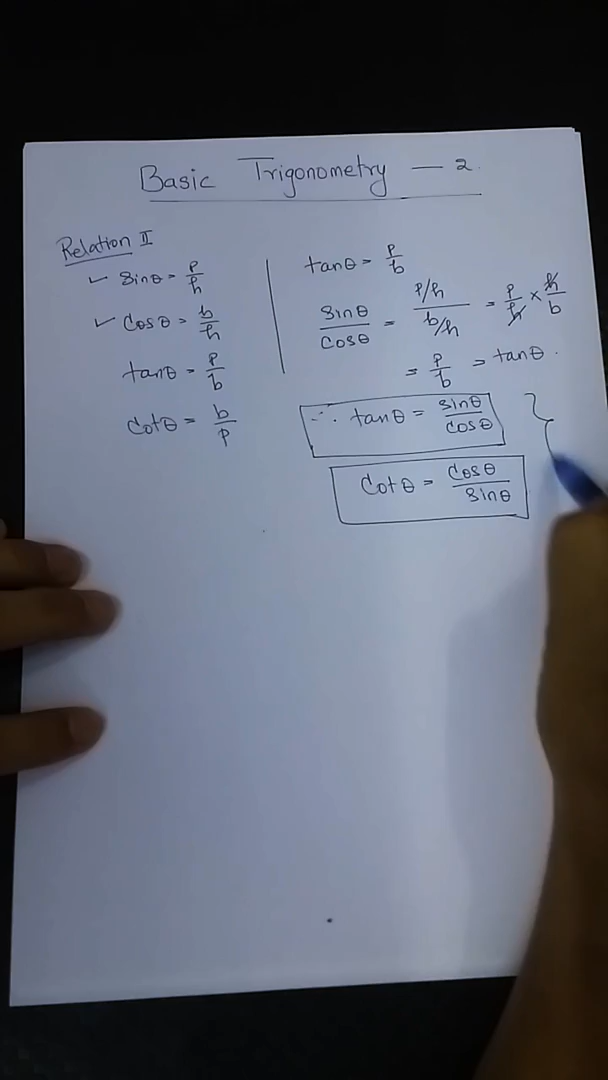 Basic Trigonometry — 2.
Relation II
✓ Sinθ = p/h
✓ Cosθ = b/h
tanθ = p/b
Cotθ = b/p
tanθ = p/b
Sinθ/Cosθ = (p/h)/(b/h) = p/h × h/b
= p/b = tanθ.
∴ tanθ = Sinθ/Cosθ
Cotθ = Cosθ/Sinθ